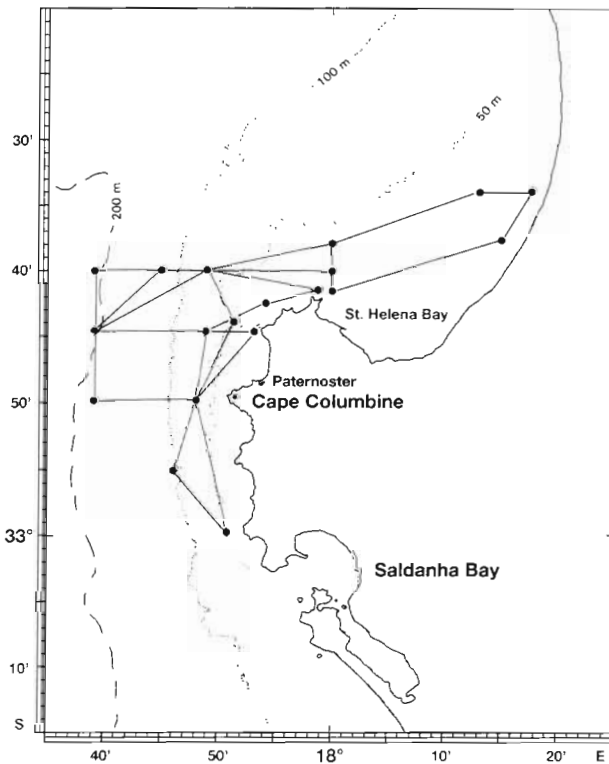 100 m
50 m
30'
200 m
40'
St. Helena Bay
Paternoster
Cape Columbine
50'
33°
Saldanha Bay
10'
S
40'
50'
18°
10'
20'
E